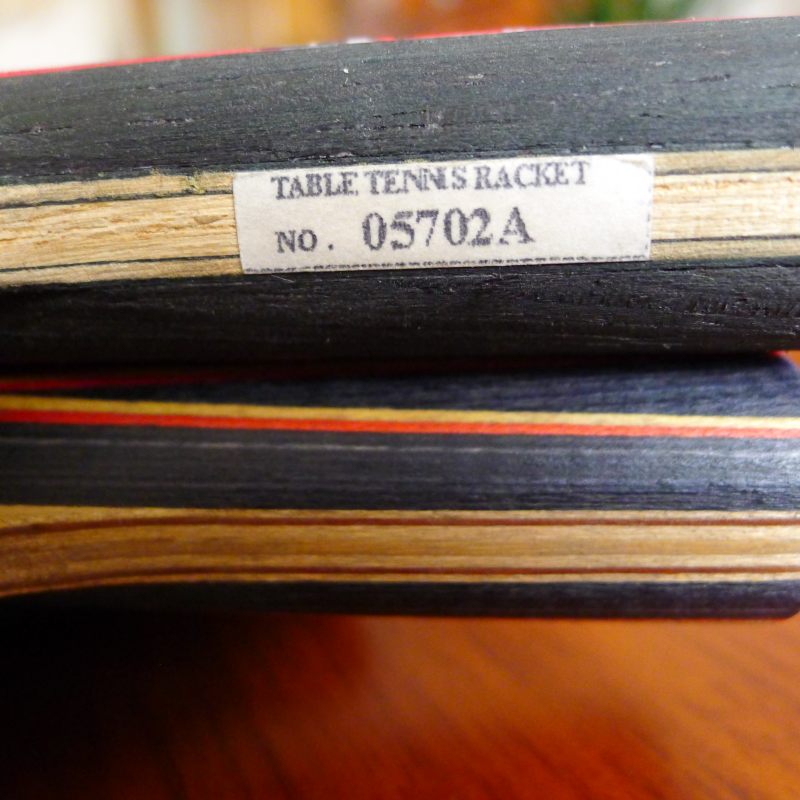 TABLE TENNIS RACKET
NO. 05702A